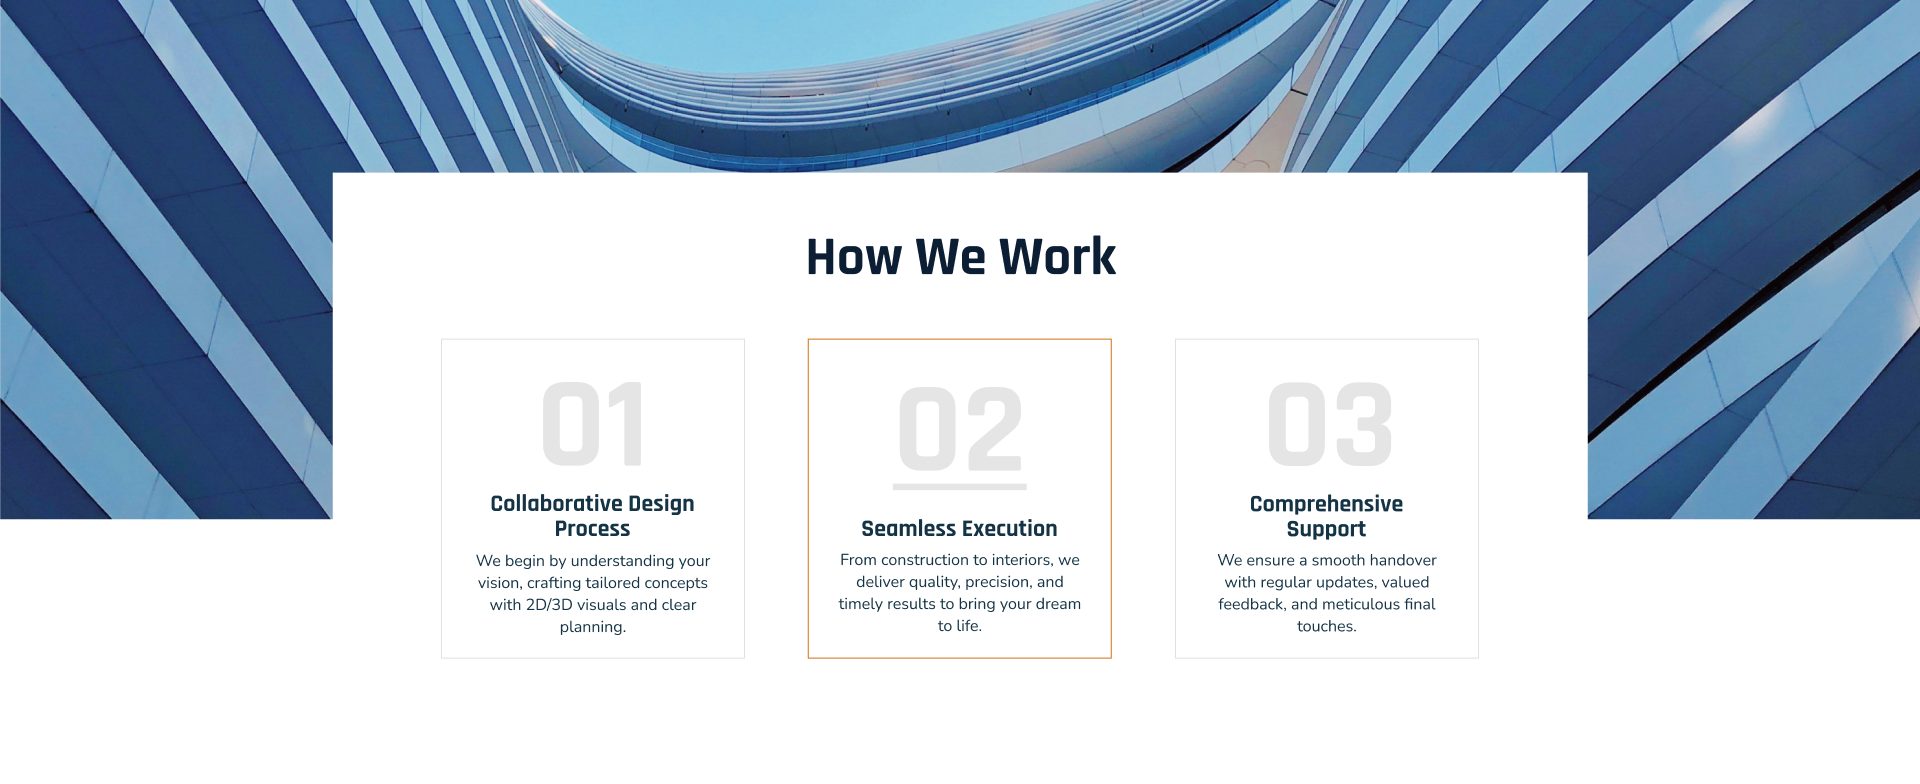 How We Work
01
Collaborative Design
Process
We begin by understanding your
vision, crafting tailored concepts
with 2D/3D visuals and clear
planning.
02
Seamless Execution
From construction to interiors, we
deliver quality, precision, and
timely results to bring your dream
to life.
03
Comprehensive
Support
We ensure a smooth handover
with regular updates, valued
feedback, and meticulous final
touches.